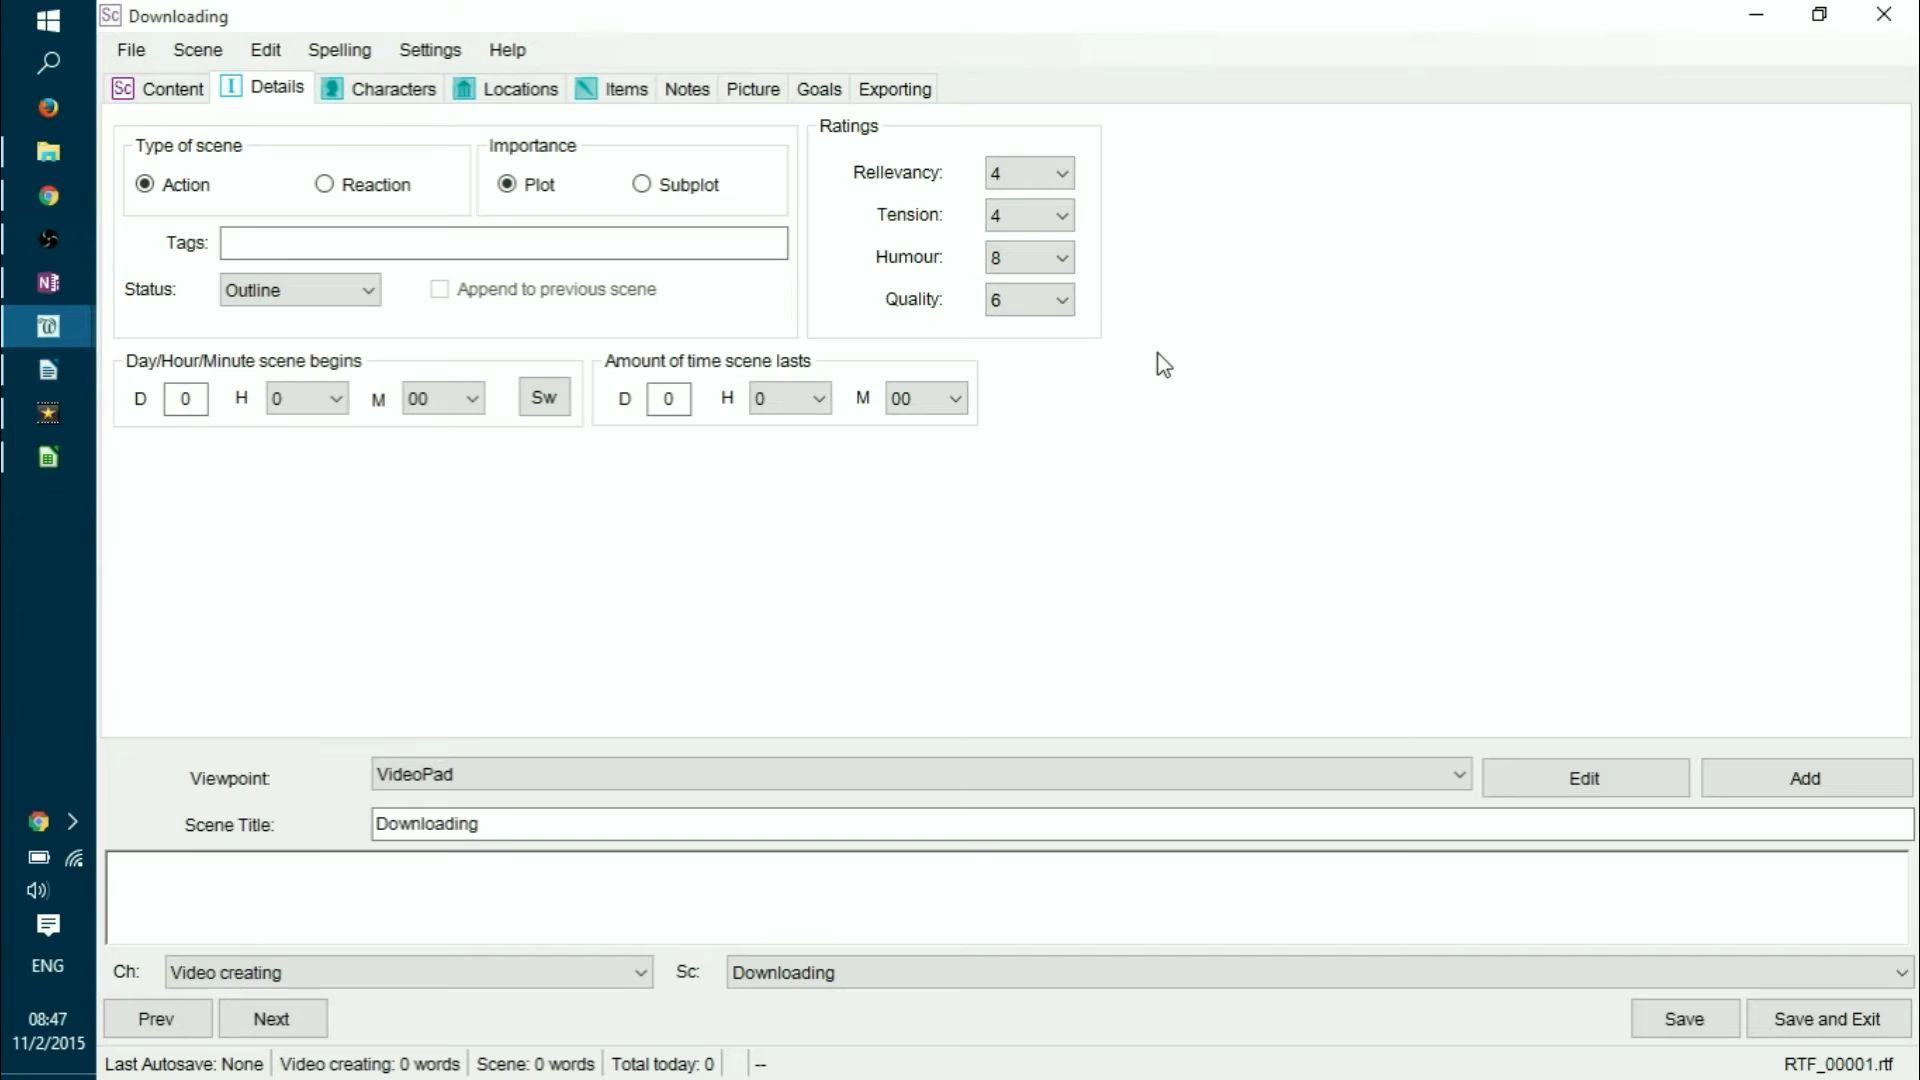 Sc Downloading
File Scene Edit Spelling Settings Help
Sc Content I Details Characters Locations Items Notes Picture Goals Exporting
Type of scene
Action Reaction
Importance
Plot Subplot
Tags:
Status: Outline Append to previous scene
Ratings
Rellevancy: 4
Tension: 4
Humour: 8
Quality: 6
Day/Hour/Minute scene begins
D 0 H 0 M 00 Sw
Amount of time scene lasts
D 0 H 0 M 00
Viewpoint: VideoPad Edit Add
Scene Title: Downloading
Ch: Video creating Sc: Downloading
Prev Next Save Save and Exit
Last Autosave: None Video creating: 0 words Scene: 0 words Total today: 0 -- RTF_00001.rtf
N
W
ENG
08:47
11/2/2015